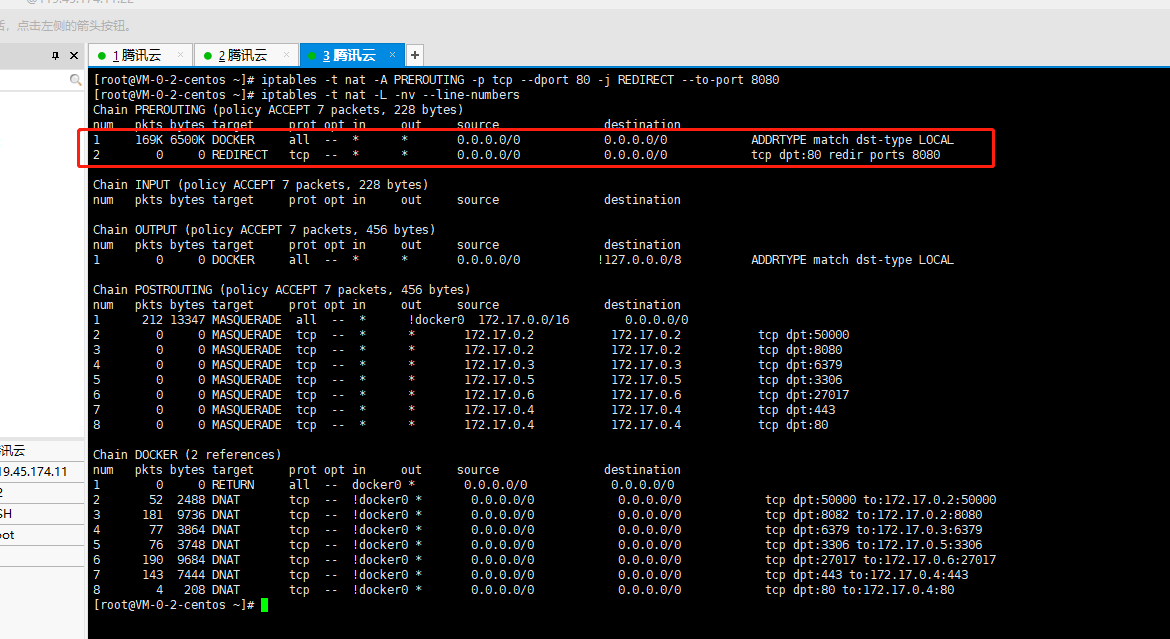 舌，点击左侧的箭头按钮。
1 腾讯云 × 2 腾讯云 × 3 腾讯云 × +
[root@VM-0-2-centos ~]# iptables -t nat -A PREROUTING -p tcp --dport 80 -j REDIRECT --to-port 8080
[root@VM-0-2-centos ~]# iptables -t nat -L -nv --line-numbers
Chain PREROUTING (policy ACCEPT 7 packets, 228 bytes)
num   pkts bytes target     prot opt in     out     source               destination
1     169K 6500K DOCKER     all  --  *      *       0.0.0.0/0            0.0.0.0/0            ADDRTYPE match dst-type LOCAL
2        0     0 REDIRECT   tcp  --  *      *       0.0.0.0/0            0.0.0.0/0            tcp dpt:80 redir ports 8080
Chain INPUT (policy ACCEPT 7 packets, 228 bytes)
num   pkts bytes target     prot opt in     out     source               destination
Chain OUTPUT (policy ACCEPT 7 packets, 456 bytes)
num   pkts bytes target     prot opt in     out     source               destination
1        0     0 DOCKER     all  --  *      *       0.0.0.0/0           !127.0.0.0/8          ADDRTYPE match dst-type LOCAL
Chain POSTROUTING (policy ACCEPT 7 packets, 456 bytes)
num   pkts bytes target     prot opt in     out     source               destination
1      212 13347 MASQUERADE  all  --  *      !docker0  172.17.0.0/16        0.0.0.0/0
2        0     0 MASQUERADE  tcp  --  *      *       172.17.0.2           172.17.0.2           tcp dpt:50000
3        0     0 MASQUERADE  tcp  --  *      *       172.17.0.2           172.17.0.2           tcp dpt:8080
4        0     0 MASQUERADE  tcp  --  *      *       172.17.0.3           172.17.0.3           tcp dpt:6379
5        0     0 MASQUERADE  tcp  --  *      *       172.17.0.5           172.17.0.5           tcp dpt:3306
6        0     0 MASQUERADE  tcp  --  *      *       172.17.0.6           172.17.0.6           tcp dpt:27017
7        0     0 MASQUERADE  tcp  --  *      *       172.17.0.4           172.17.0.4           tcp dpt:443
8        0     0 MASQUERADE  tcp  --  *      *       172.17.0.4           172.17.0.4           tcp dpt:80
Chain DOCKER (2 references)
num   pkts bytes target     prot opt in     out     source               destination
1        0     0 RETURN     all  --  docker0 *       0.0.0.0/0            0.0.0.0/0
2       52  2488 DNAT       tcp  --  !docker0 *       0.0.0.0/0            0.0.0.0/0            tcp dpt:50000 to:172.17.0.2:50000
3      181  9736 DNAT       tcp  --  !docker0 *       0.0.0.0/0            0.0.0.0/0            tcp dpt:8082 to:172.17.0.2:8080
4       77  3864 DNAT       tcp  --  !docker0 *       0.0.0.0/0            0.0.0.0/0            tcp dpt:6379 to:172.17.0.3:6379
5       76  3748 DNAT       tcp  --  !docker0 *       0.0.0.0/0            0.0.0.0/0            tcp dpt:3306 to:172.17.0.5:3306
6      190  9684 DNAT       tcp  --  !docker0 *       0.0.0.0/0            0.0.0.0/0            tcp dpt:27017 to:172.17.0.6:27017
7      143  7444 DNAT       tcp  --  !docker0 *       0.0.0.0/0            0.0.0.0/0            tcp dpt:443 to:172.17.0.4:443
8        4   208 DNAT       tcp  --  !docker0 *       0.0.0.0/0            0.0.0.0/0            tcp dpt:80 to:172.17.0.4:80
[root@VM-0-2-centos ~]#
讯云
19.45.174.11
2
SH
oot